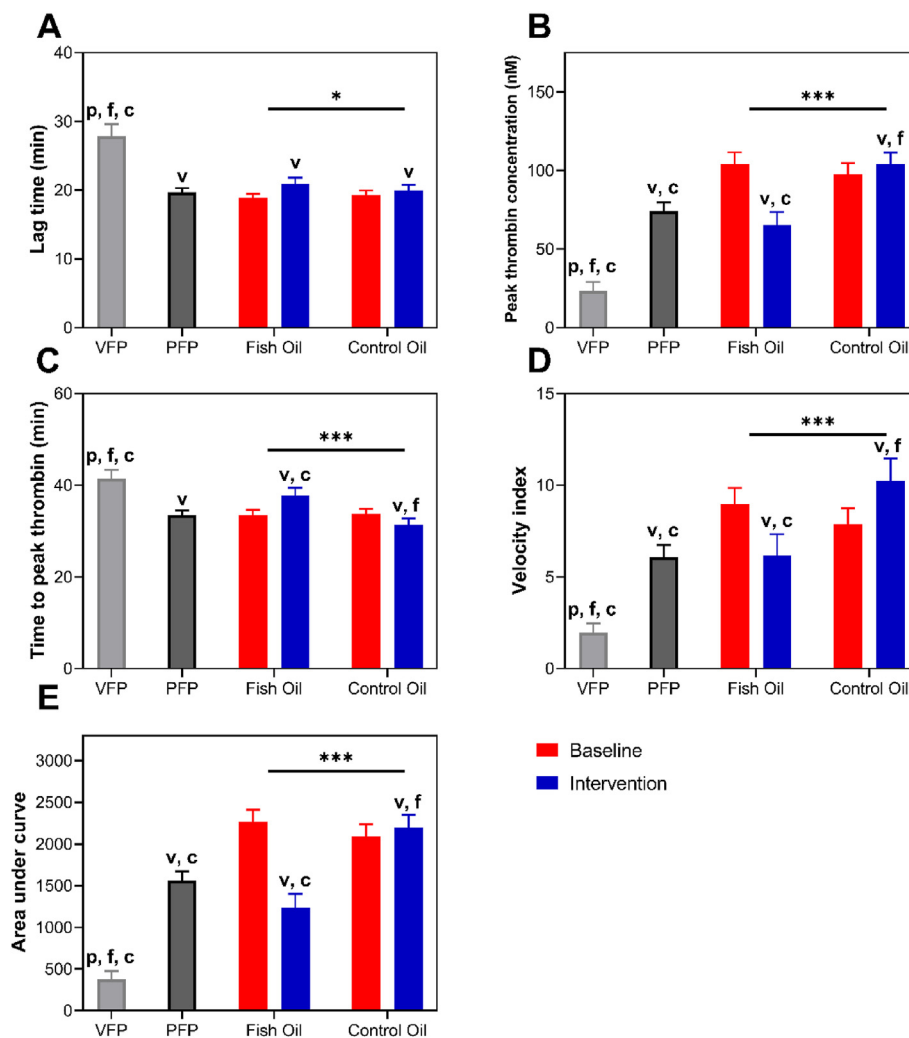 A
Lag time (min)
40
30
20
10
0
p, f, c
v
v
v
*
VFP
PFP
Fish Oil
Control Oil
B
Peak thrombin concentration (nM)
150
100
50
0
p, f, c
v, c
v, c
v, f
***
VFP
PFP
Fish Oil
Control Oil
C
Time to peak thrombin (min)
60
40
20
0
p, f, c
v
v, c
v, f
***
VFP
PFP
Fish Oil
Control Oil
D
Velocity index
15
10
5
0
p, f, c
v, c
v, c
v, f
***
VFP
PFP
Fish Oil
Control Oil
E
Area under curve
3000
2500
2000
1500
1000
500
0
p, f, c
v, c
v, c
v, f
***
VFP
PFP
Fish Oil
Control Oil
Baseline
Intervention